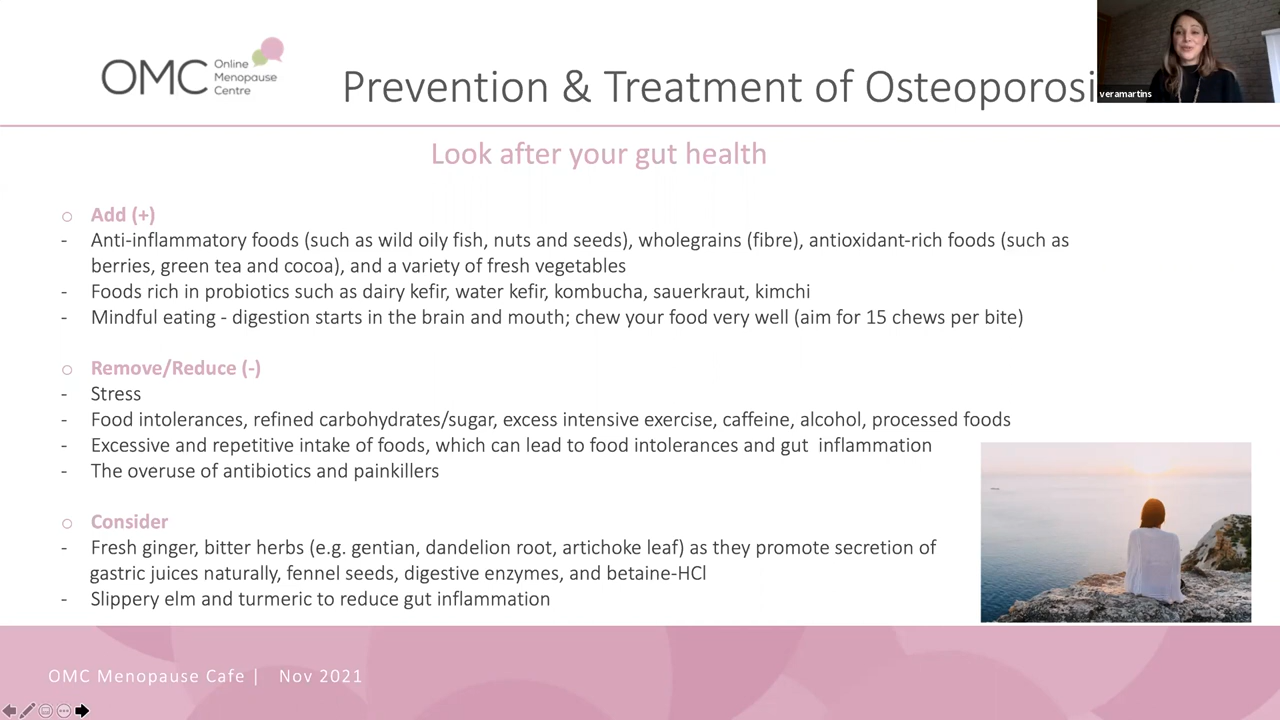 OMC Online
Menopause
Centre
Prevention & Treatment of Osteoporosi
veramartins
Look after your gut health
○ Add (+)
- Anti-inflammatory foods (such as wild oily fish, nuts and seeds), wholegrains (fibre), antioxidant-rich foods (such as
berries, green tea and cocoa), and a variety of fresh vegetables
- Foods rich in probiotics such as dairy kefir, water kefir, kombucha, sauerkraut, kimchi
- Mindful eating - digestion starts in the brain and mouth; chew your food very well (aim for 15 chews per bite)
○ Remove/Reduce (-)
- Stress
- Food intolerances, refined carbohydrates/sugar, excess intensive exercise, caffeine, alcohol, processed foods
- Excessive and repetitive intake of foods, which can lead to food intolerances and gut  inflammation
- The overuse of antibiotics and painkillers
○ Consider
- Fresh ginger, bitter herbs (e.g. gentian, dandelion root, artichoke leaf) as they promote secretion of
gastric juices naturally, fennel seeds, digestive enzymes, and betaine-HCl
- Slippery elm and turmeric to reduce gut inflammation
OMC Menopause Cafe | Nov 2021